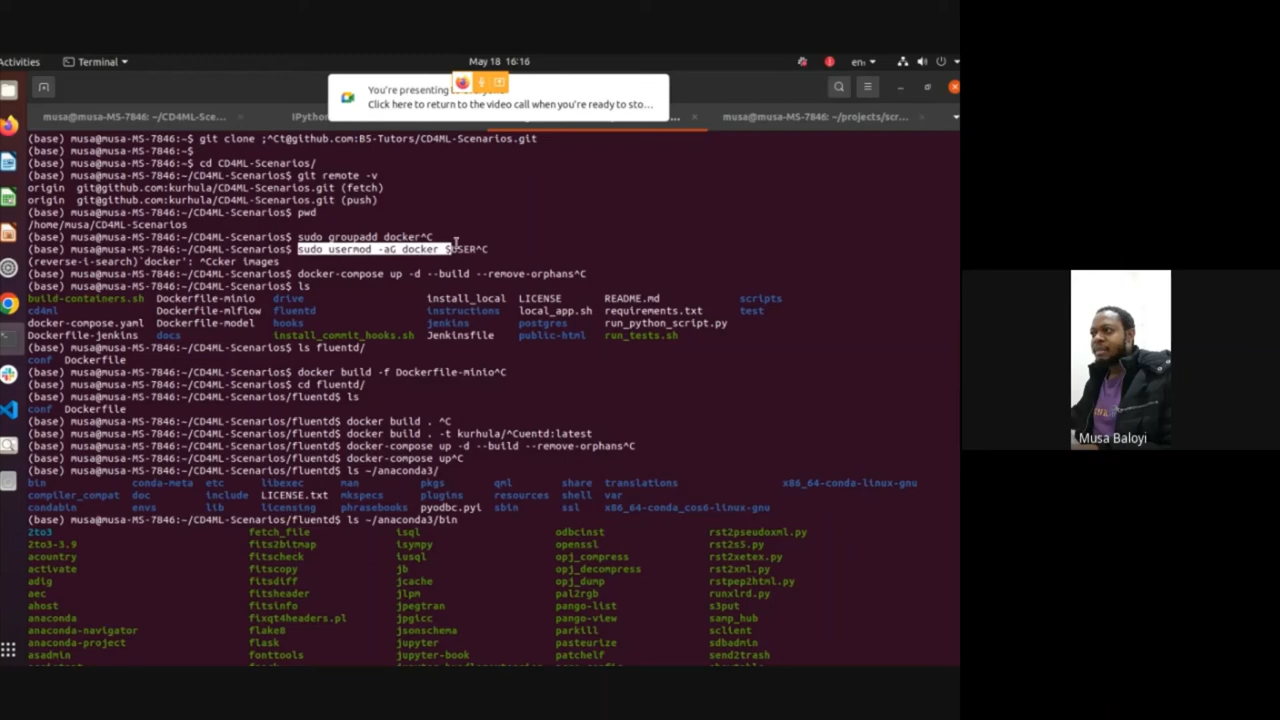 Activities
Terminal
May 18 16:16
en
You're presenting to everyone
Click here to return to the video call when you're ready to sto...
musa@musa-MS-7846: ~/CD4ML-Sce...
IPython
...
musa@musa-MS-7846: ~/projects/scr...
(base) musa@musa-MS-7846:~$ git clone ;^Ct@github.com:B5-Tutors/CD4ML-Scenarios.git
(base) musa@musa-MS-7846:~$
(base) musa@musa-MS-7846:~$ cd CD4ML-Scenarios/
(base) musa@musa-MS-7846:~/CD4ML-Scenarios$ git remote -v
origin git@github.com:kurhula/CD4ML-Scenarios.git (fetch)
origin git@github.com:kurhula/CD4ML-Scenarios.git (push)
(base) musa@musa-MS-7846:~/CD4ML-Scenarios$ pwd
/home/musa/CD4ML-Scenarios
(base) musa@musa-MS-7846:~/CD4ML-Scenarios$ sudo groupadd docker^C
(base) musa@musa-MS-7846:~/CD4ML-Scenarios$ sudo usermod -aG docker $USER^C
(reverse-i-search)`docker': ^Ccker images
(base) musa@musa-MS-7846:~/CD4ML-Scenarios$ docker-compose up -d --build --remove-orphans^C
(base) musa@musa-MS-7846:~/CD4ML-Scenarios$ ls
build-containers.sh Dockerfile-minio drive install_local LICENSE README.md scripts
cd4ml Dockerfile-mlflow fluentd instructions local_app.sh requirements.txt test
docker-compose.yaml Dockerfile-model hooks jenkins postgres run_python_script.py
Dockerfile-jenkins docs install_commit_hooks.sh Jenkinsfile public-html run_tests.sh
(base) musa@musa-MS-7846:~/CD4ML-Scenarios$ ls fluentd/
conf Dockerfile
(base) musa@musa-MS-7846:~/CD4ML-Scenarios$ docker build -f Dockerfile-minio^C
(base) musa@musa-MS-7846:~/CD4ML-Scenarios$ cd fluentd/
(base) musa@musa-MS-7846:~/CD4ML-Scenarios/fluentd$ ls
conf Dockerfile
(base) musa@musa-MS-7846:~/CD4ML-Scenarios/fluentd$ docker build . ^C
(base) musa@musa-MS-7846:~/CD4ML-Scenarios/fluentd$ docker build . -t kurhula/^Cuentd:latest
(base) musa@musa-MS-7846:~/CD4ML-Scenarios/fluentd$ docker-compose up -d --build --remove-orphans^C
(base) musa@musa-MS-7846:~/CD4ML-Scenarios/fluentd$ docker-compose up^C
(base) musa@musa-MS-7846:~/CD4ML-Scenarios/fluentd$ ls ~/anaconda3/
bin conda-meta etc libexec man pkgs qml share translations x86_64-conda-linux-gnu
compiler_compat doc include LICENSE.txt mkspecs plugins resources shell var
condabin envs lib licensing phrasebooks pyodbc.pyi sbin ssl x86_64-conda_cos6-linux-gnu
(base) musa@musa-MS-7846:~/CD4ML-Scenarios/fluentd$ ls ~/anaconda3/bin
2to3 fetch_file isql odbcinst rst2pseudoxml.py
2to3-3.9 fits2bitmap isympy openssl rst2s5.py
acountry fitscheck iusql opj_compress rst2xetex.py
activate fitscopy jb opj_decompress rst2xml.py
adig fitsdiff jcache opj_dump rstpep2html.py
aec fitsheader jlpm pal2rgb runxlrd.py
ahost fitsinfo jpegtran pango-list s3put
anaconda fixqt4headers.pl jpgicc pango-view samp_hub
anaconda-navigator flake8 jsonschema parkill sclient
anaconda-project flask jupyter pasteurize sdbadmin
asadmin fonttools jupyter-book patchelf send2trash
Musa Baloyi